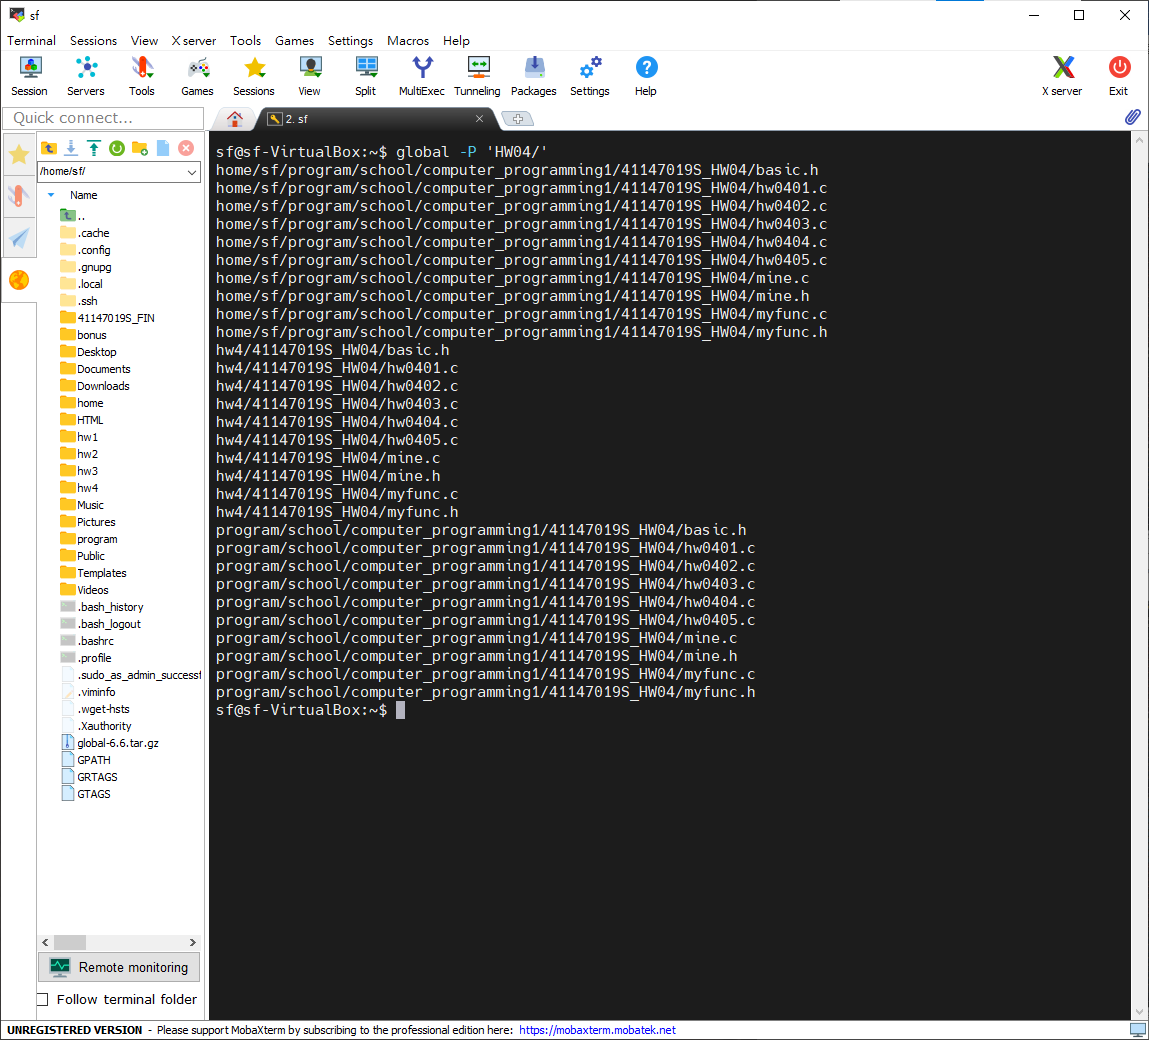 sf
Terminal Sessions View X server Tools Games Settings Macros Help
Session Servers Tools Games Sessions View Split MultiExec Tunneling Packages Settings Help X server Exit
Quick connect...
2. sf
/home/sf/
Name
..
.cache
.config
.gnupg
.local
.ssh
41147019S_FIN
bonus
Desktop
Documents
Downloads
home
HTML
hw1
hw2
hw3
hw4
Music
Pictures
program
Public
Templates
Videos
.bash_history
.bash_logout
.bashrc
.profile
.sudo_as_admin_successf
.viminfo
.wget-hsts
.Xauthority
global-6.6.tar.gz
GPATH
GRTAGS
GTAGS
Remote monitoring
Follow terminal folder
sf@sf-VirtualBox:~$ global -P 'HW04/'
home/sf/program/school/computer_programming1/41147019S_HW04/basic.h
home/sf/program/school/computer_programming1/41147019S_HW04/hw0401.c
home/sf/program/school/computer_programming1/41147019S_HW04/hw0402.c
home/sf/program/school/computer_programming1/41147019S_HW04/hw0403.c
home/sf/program/school/computer_programming1/41147019S_HW04/hw0404.c
home/sf/program/school/computer_programming1/41147019S_HW04/hw0405.c
home/sf/program/school/computer_programming1/41147019S_HW04/mine.c
home/sf/program/school/computer_programming1/41147019S_HW04/mine.h
home/sf/program/school/computer_programming1/41147019S_HW04/myfunc.c
home/sf/program/school/computer_programming1/41147019S_HW04/myfunc.h
hw4/41147019S_HW04/basic.h
hw4/41147019S_HW04/hw0401.c
hw4/41147019S_HW04/hw0402.c
hw4/41147019S_HW04/hw0403.c
hw4/41147019S_HW04/hw0404.c
hw4/41147019S_HW04/hw0405.c
hw4/41147019S_HW04/mine.c
hw4/41147019S_HW04/mine.h
hw4/41147019S_HW04/myfunc.c
hw4/41147019S_HW04/myfunc.h
program/school/computer_programming1/41147019S_HW04/basic.h
program/school/computer_programming1/41147019S_HW04/hw0401.c
program/school/computer_programming1/41147019S_HW04/hw0402.c
program/school/computer_programming1/41147019S_HW04/hw0403.c
program/school/computer_programming1/41147019S_HW04/hw0404.c
program/school/computer_programming1/41147019S_HW04/hw0405.c
program/school/computer_programming1/41147019S_HW04/mine.c
program/school/computer_programming1/41147019S_HW04/mine.h
program/school/computer_programming1/41147019S_HW04/myfunc.c
program/school/computer_programming1/41147019S_HW04/myfunc.h
sf@sf-VirtualBox:~$
UNREGISTERED VERSION - Please support MobaXterm by subscribing to the professional edition here: https://mobaxterm.mobatek.net